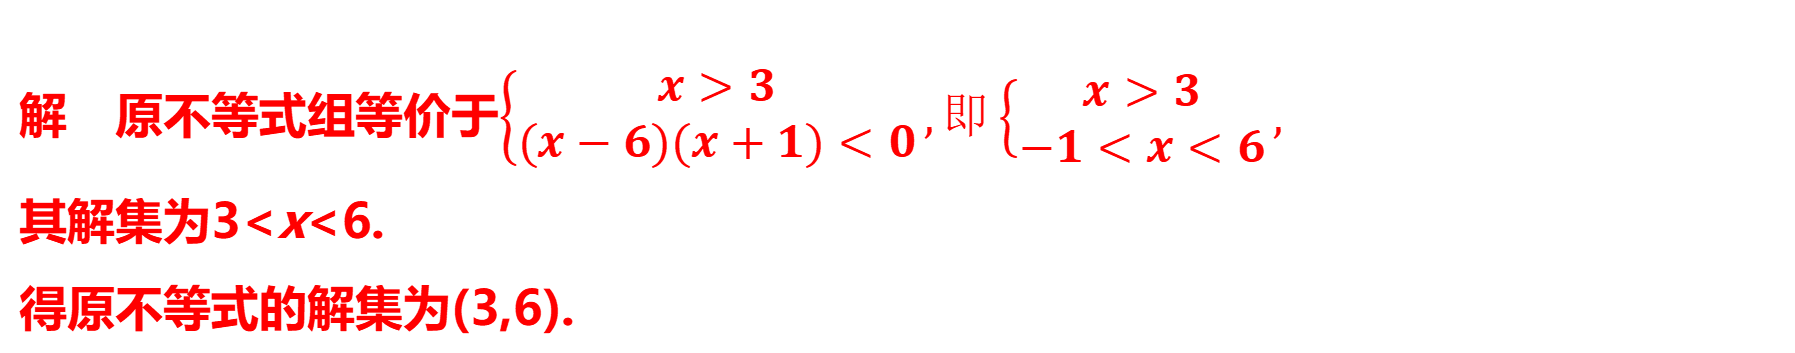 解　原不等式组等价于{x > 3 (x − 6)(x + 1) < 0, 即{x > 3 −1 < x < 6,
其解集为3<x<6.
得原不等式的解集为(3,6).